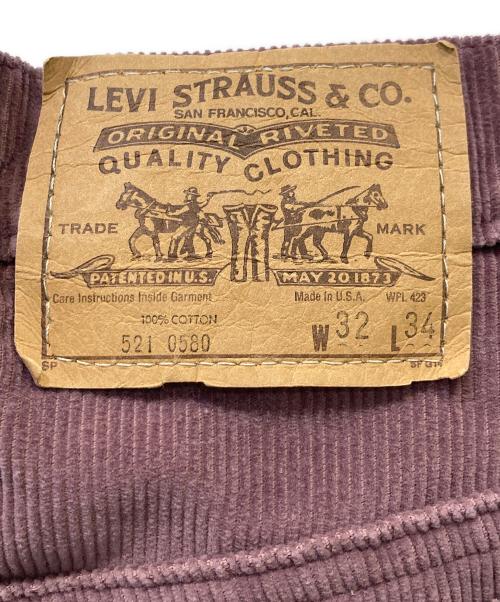 LEVI STRAUSS & CO.
SAN FRANCISCO, CAL.
ORIGINAL RIVETED
QUALITY CLOTHING
TRADE MARK
PATENTED IN U.S. MAY 20 1873
Care Instructions Inside Garment Made in U.S.A. WPL 423
100% COTTON
521 0580 W 32 L 34
SP